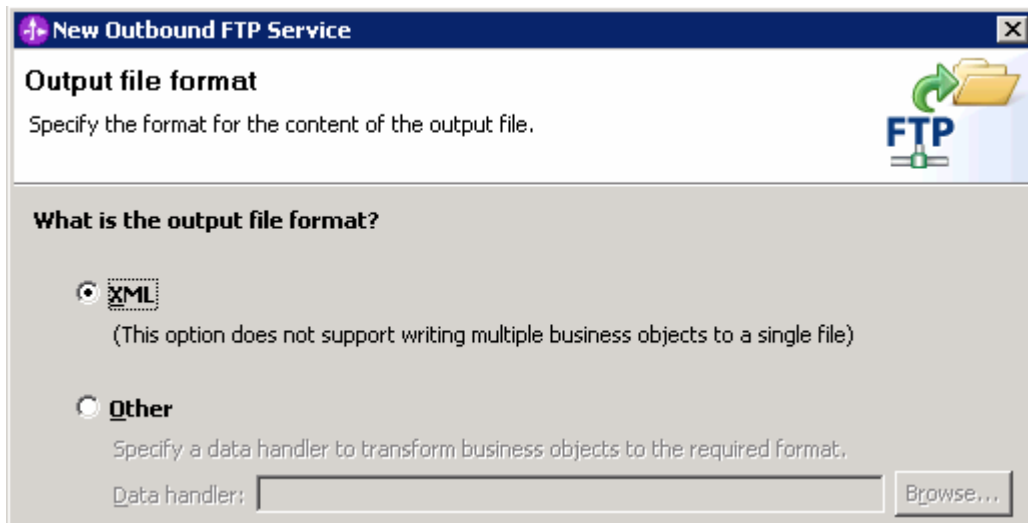 New Outbound FTP Service
Output file format
Specify the format for the content of the output file.
FTP
What is the output file format?
XML
(This option does not support writing multiple business objects to a single file)
Other
Specify a data handler to transform business objects to the required format.
Data handler:
Browse...